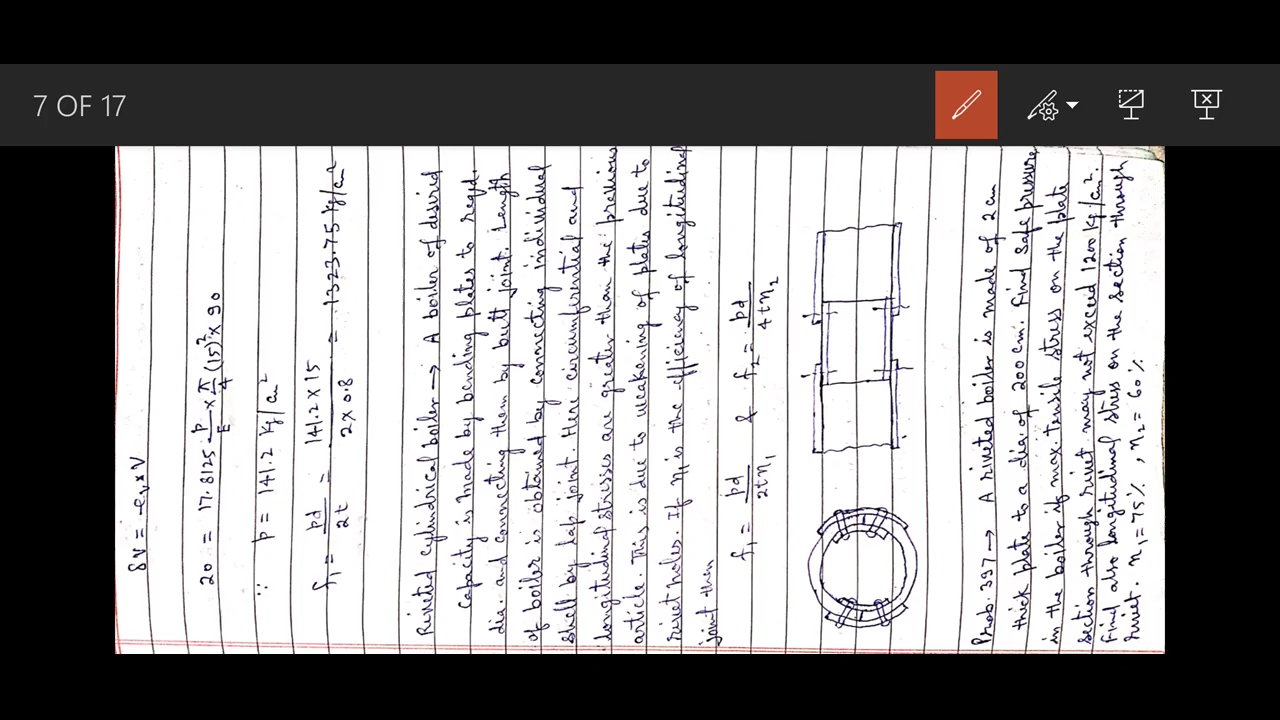 7 OF 17
δV = -eᵥ × V
20 = 17.8125 p/E × π/4 (15)² × 90
∴ p = 141.2 kg/cm²
f₁ = pd/2t = 141.2 × 15/2 × 0.8 = 1323.75 kg/cm²
Riveted cylindrical boiler → A boiler of desired
capacity is made by bending plates to reqd.
dia. and connecting them by butt joint. Length
of boiler is obtained by connecting individual
shell by lap joint. Here circumferential and
longitudinal stresses are greater than the previous
article. This is due to weakening of plates due to
rivet holes. If η₁ is the efficiency of longitudinal
joint then
f₁ = pd/2tη₁ & f₂ = pd/4tη₂
Prob. 397 → A riveted boiler is made of 2 cm
thick plate to a dia. of 200 cm. Find safe pressure
in the boiler if max. tensile stress on the plate
section through rivet may not exceed 1200 kg/cm².
Find also longitudinal stress on the section through
rivet. η₁ = 75%, η₂ = 60%